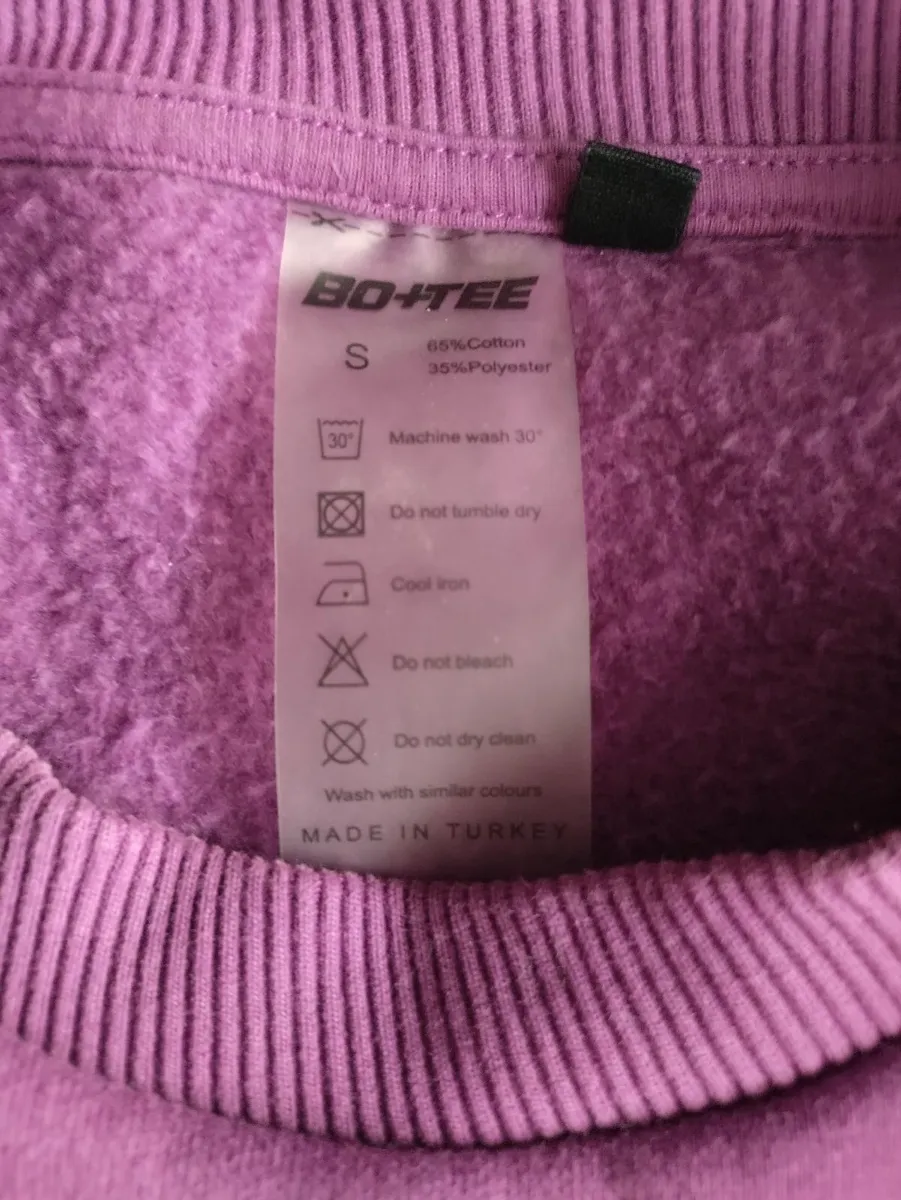 BO+TEE
S
65%Cotton
35%Polyester
30°
Machine wash 30°
Do not tumble dry
Cool iron
Do not bleach
Do not dry clean
Wash with similar colours
MADE IN TURKEY